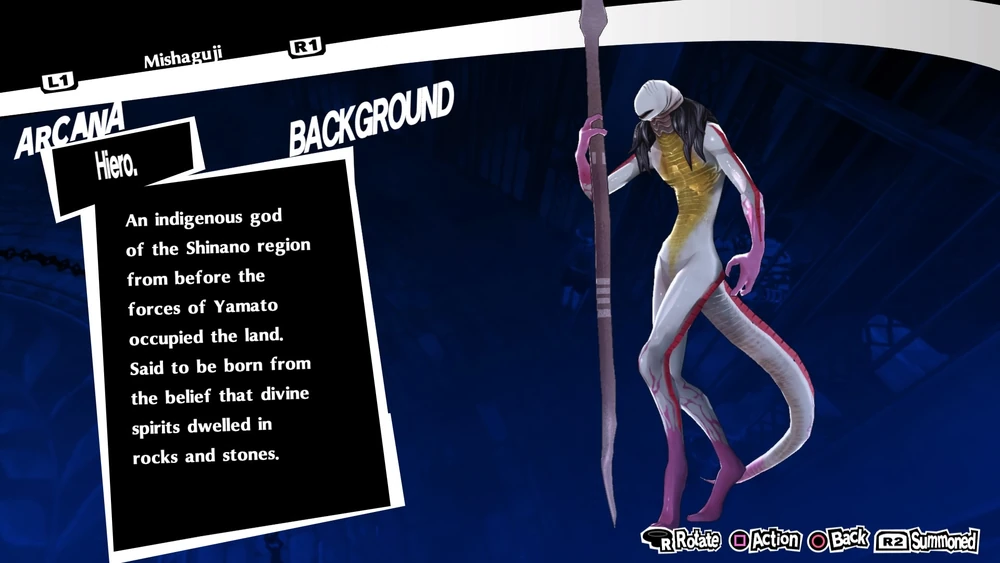 Mishaguji
L1
R1
ARCANA
Hiero.
BACKGROUND
An indigenous god
of the Shinano region
from before the
forces of Yamato
occupied the land.
Said to be born from
the belief that divine
spirits dwelled in
rocks and stones.
R Rotate Action Back R2 Summoned